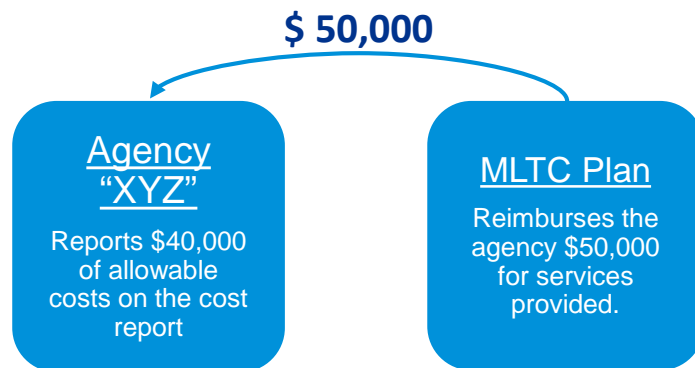 $ 50,000
Agency
“XYZ”
Reports $40,000
of allowable
costs on the cost
report
MLTC Plan
Reimburses the
agency $50,000
for services
provided.